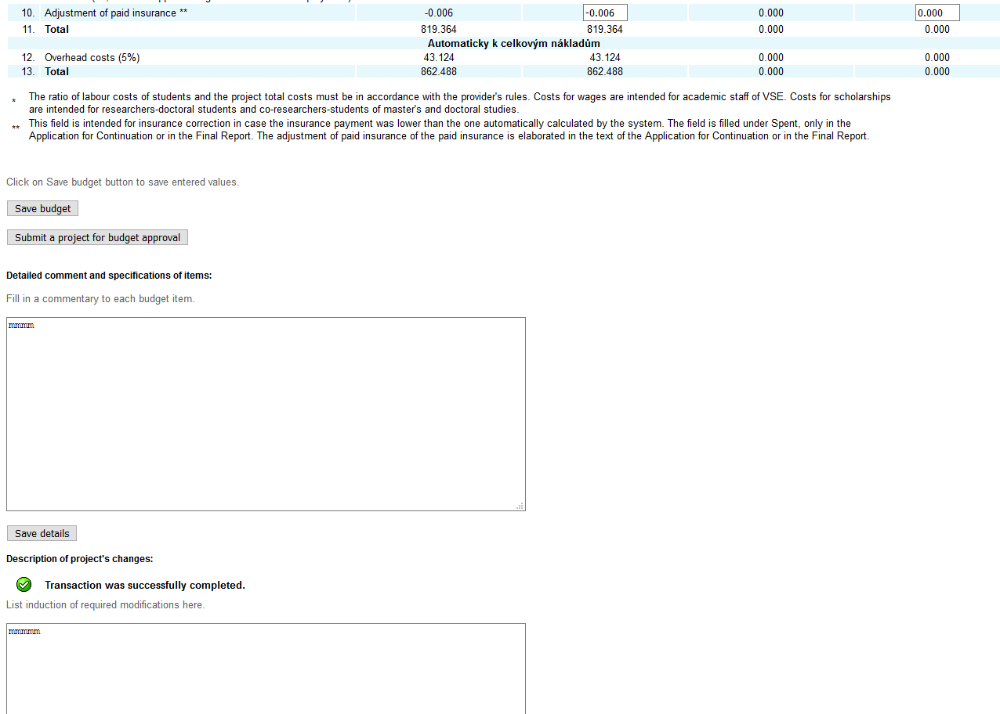 10. Adjustment of paid insurance ** -0.006 -0.006 0.000 0.000
11. Total 819.364 819.364 0.000 0.000
Automaticky k celkovým nákladům
12. Overhead costs (5%) 43.124 43.124 0.000 0.000
13. Total 862.488 862.488 0.000 0.000
* The ratio of labour costs of students and the project total costs must be in accordance with the provider's rules. Costs for wages are intended for academic staff of VSE. Costs for scholarships
are intended for researchers-doctoral students and co-researchers-students of master's and doctoral studies.
** This field is intended for insurance correction in case the insurance payment was lower than the one automatically calculated by the system. The field is filled under Spent, only in the
Application for Continuation or in the Final Report. The adjustment of paid insurance of the paid insurance is elaborated in the text of the Application for Continuation or in the Final Report.
Click on Save budget button to save entered values.
Save budget
Submit a project for budget approval
Detailed comment and specifications of items:
Fill in a commentary to each budget item.
mmmm
Save details
Description of project's changes:
Transaction was successfully completed.
List induction of required modifications here.
mmmmm